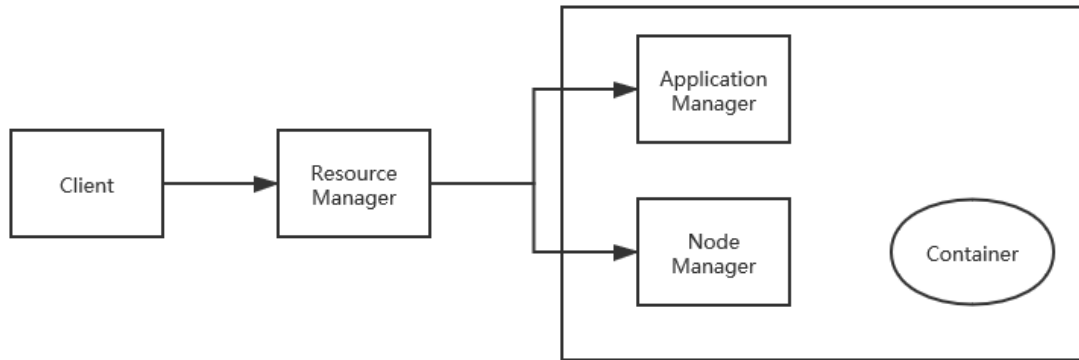 Client
Resource
Manager
Application
Manager
Node
Manager
Container